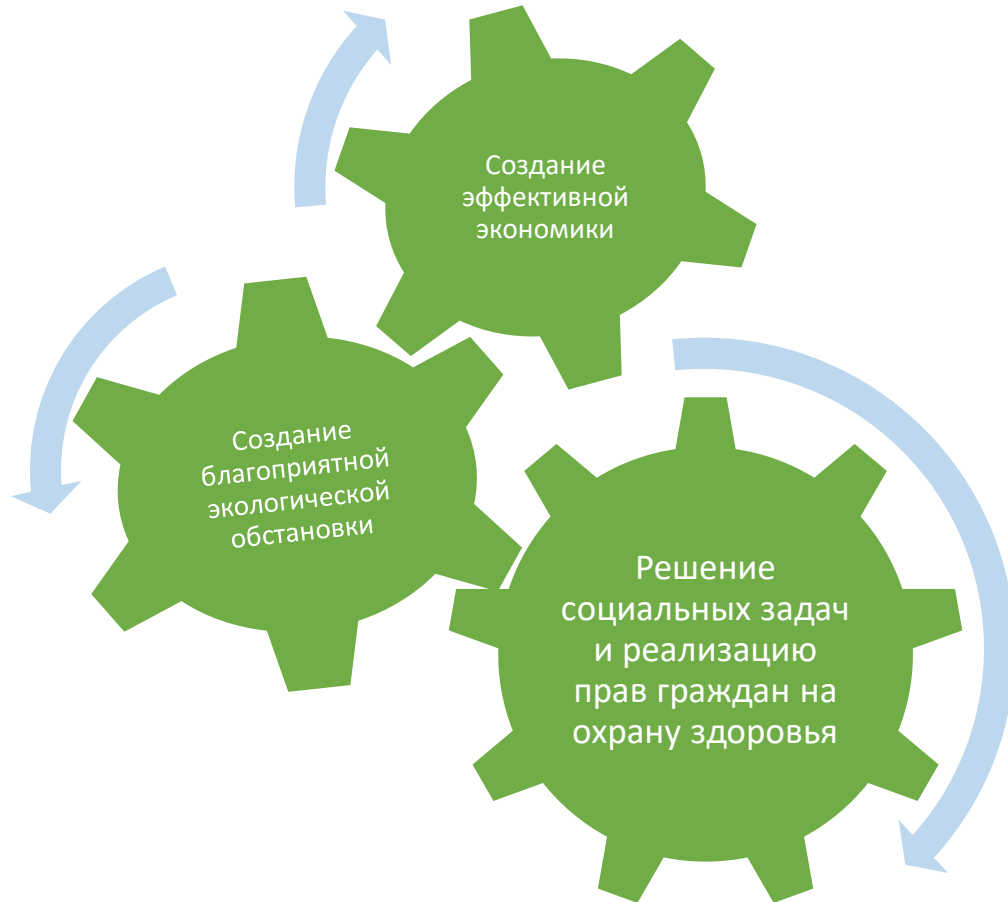 Создание
эффективной
экономики
Создание
благоприятной
экологической
обстановки
Решение
социальных задач
и реализацию
прав граждан на
охрану здоровья